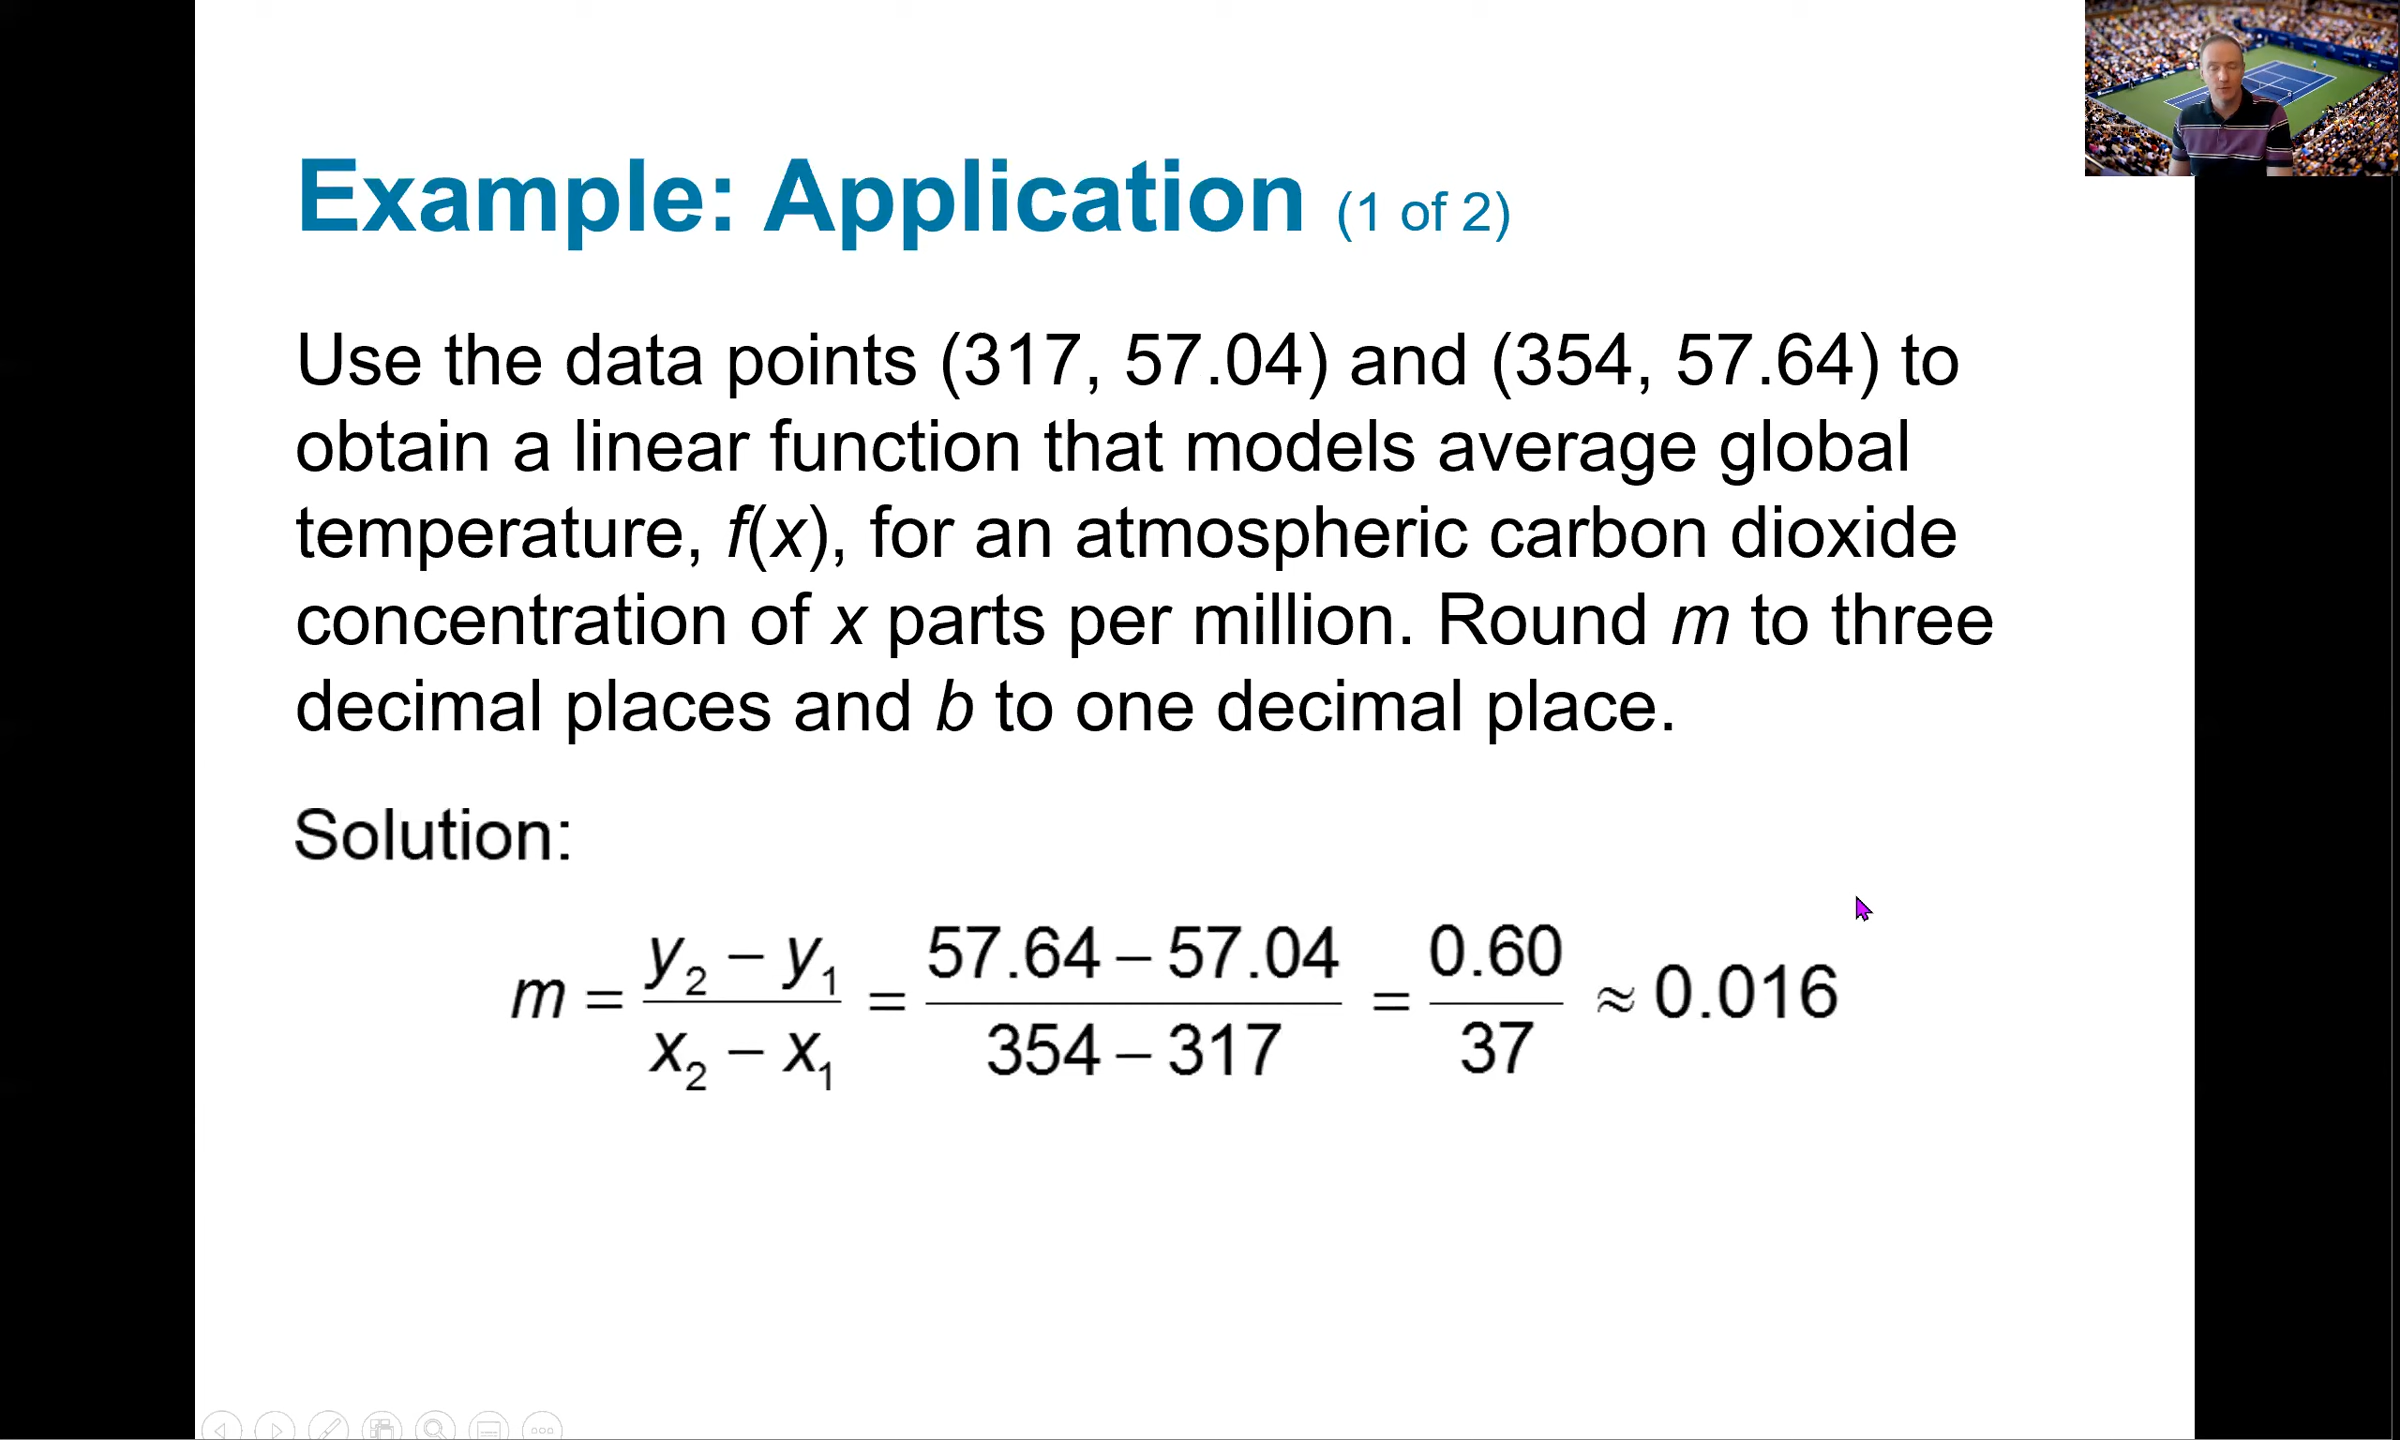 Example: Application (1 of 2)
Use the data points (317, 57.04) and (354, 57.64) to
obtain a linear function that models average global
temperature, f(x), for an atmospheric carbon dioxide
concentration of x parts per million. Round m to three
decimal places and b to one decimal place.
Solution:
m = (y₂ – y₁)/(x₂ – x₁) = (57.64 – 57.04)/(354 – 317) = 0.60/37 ≈ 0.016